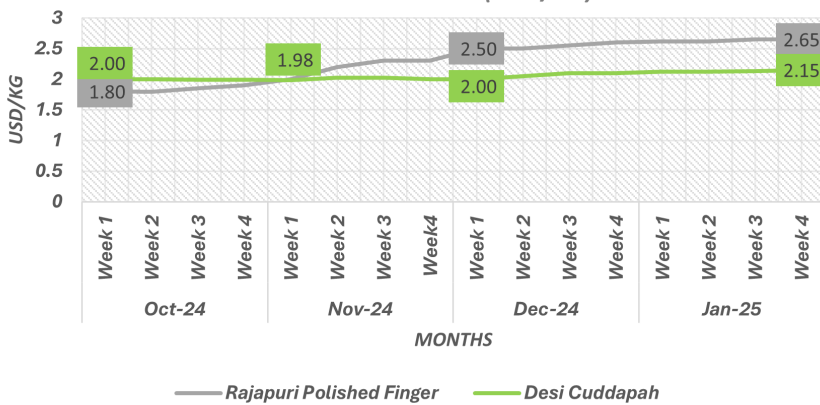 3
2.5
2
1.5
1
0.5
0
USD/KG
2.00
1.80
1.98
2.50
2.00
2.65
2.15
Week 1
Week 2
Week 3
Week 4
Week 1
Week 2
Week 3
Week4
Week 1
Week 2
Week 3
Week 4
Week 1
Week 2
Week 3
Week 4
Oct-24 Nov-24 Dec-24 Jan-25
MONTHS
Rajapuri Polished Finger Desi Cuddapah